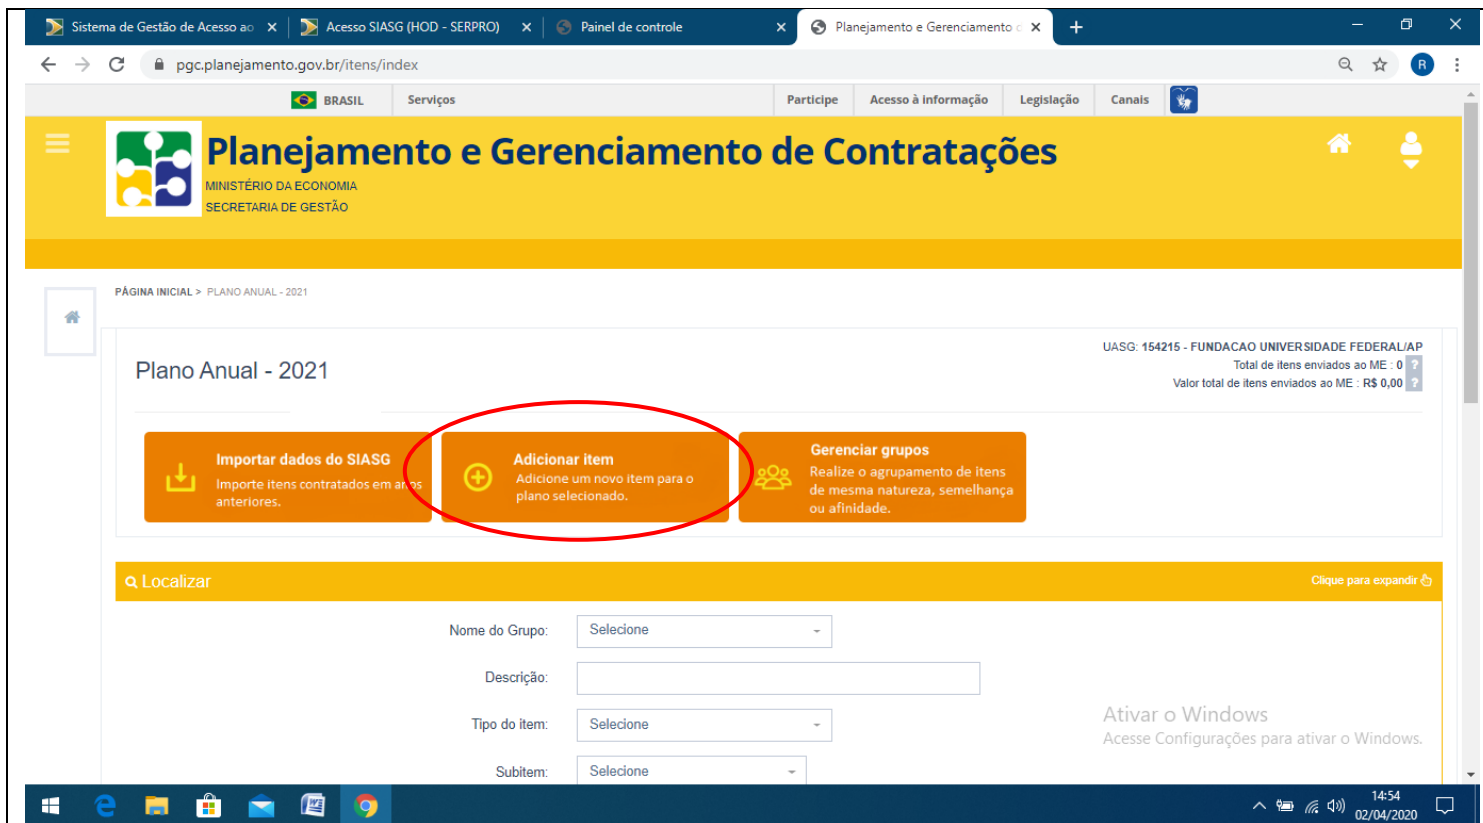 Sistema de Gestão de Acesso ao
Acesso SIASG (HOD - SERPRO)
Painel de controle
Planejamento e Gerenciamento d
pgc.planejamento.gov.br/itens/index
R
BRASIL
Serviços
Participe
Acesso à informação
Legislação
Canais
Planejamento e Gerenciamento de Contratações
MINISTÉRIO DA ECONOMIA
SECRETARIA DE GESTÃO
PÁGINA INICIAL > PLANO ANUAL - 2021
UASG: 154215 - FUNDACAO UNIVERSIDADE FEDERAL/AP
Total de itens enviados ao ME : 0 ?
Valor total de itens enviados ao ME : R$ 0,00 ?
Plano Anual - 2021
Importar dados do SIASG
Importe itens contratados em anos
anteriores.
Adicionar item
Adicione um novo item para o
plano selecionado.
Gerenciar grupos
Realize o agrupamento de itens
de mesma natureza, semelhança
ou afinidade.
Localizar
Clique para expandir
Nome do Grupo: Selecione
Descrição:
Tipo do item: Selecione
Subitem: Selecione
Ativar o Windows
Acesse Configurações para ativar o Windows.
14:54
02/04/2020